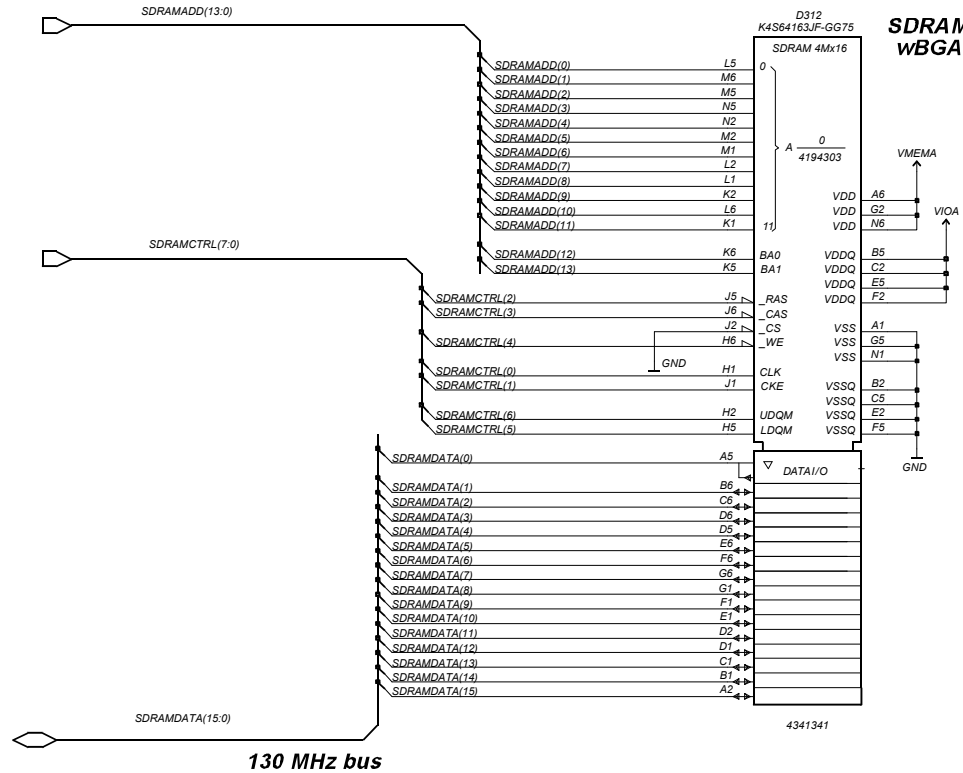 SDRAMADD(13:0)
D312
K4S64163JF-GG75
SDRAM
wBGA
SDRAM 4Mx16
SDRAMADD(0) L5 0
SDRAMADD(1) M6
SDRAMADD(2) M5
SDRAMADD(3) N5
SDRAMADD(4) N2
SDRAMADD(5) M2
SDRAMADD(6) M1
A 0
4194303
SDRAMADD(7) L2
SDRAMADD(8) L1
SDRAMADD(9) K2
SDRAMADD(10) L6
SDRAMADD(11) K1 11
VMEMA
VDD A6
VDD G2
VDD N6
VIOA
SDRAMCTRL(7:0)
SDRAMADD(12) K6 BA0
SDRAMADD(13) K5 BA1
VDDQ B5
VDDQ C2
VDDQ E5
VDDQ F2
SDRAMCTRL(2) J5 _RAS
SDRAMCTRL(3) J6 _CAS
J2 _CS
SDRAMCTRL(4) H6 _WE
GND
VSS A1
VSS G5
VSS N1
SDRAMCTRL(0) H1 CLK
SDRAMCTRL(1) J1 CKE
VSSQ B2
VSSQ C5
VSSQ E2
VSSQ F5
SDRAMCTRL(6) H2 UDQM
SDRAMCTRL(5) H5 LDQM
GND
SDRAMDATA(0) A5
DATAI/O
SDRAMDATA(1) B6
SDRAMDATA(2) C6
SDRAMDATA(3) D6
SDRAMDATA(4) D5
SDRAMDATA(5) E6
SDRAMDATA(6) F6
SDRAMDATA(7) G6
SDRAMDATA(8) G1
SDRAMDATA(9) F1
SDRAMDATA(10) E1
SDRAMDATA(11) D2
SDRAMDATA(12) D1
SDRAMDATA(13) C1
SDRAMDATA(14) B1
SDRAMDATA(15) A2
SDRAMDATA(15:0)
4341341
130 MHz bus